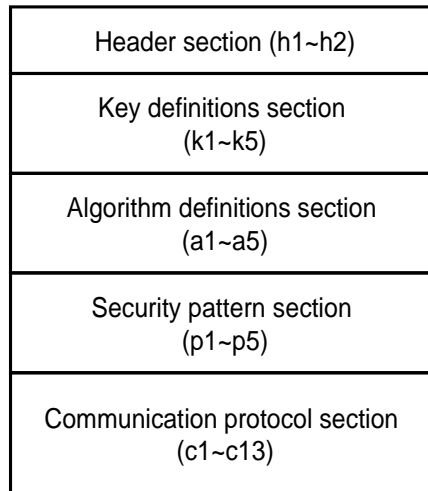 Header section (h1~h2)
Key definitions section
(k1~k5)
Algorithm definitions section
(a1~a5)
Security pattern section
(p1~p5)
Communication protocol section
(c1~c13)